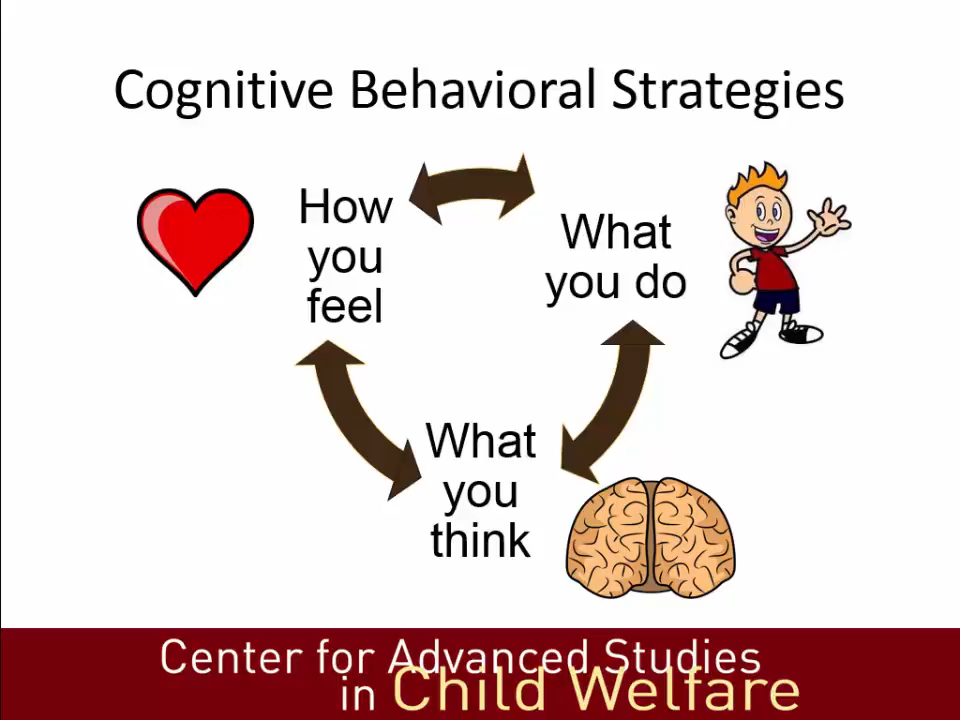 Cognitive Behavioral Strategies
How
you
feel
What
you do
What
you
think
Center for Advanced Studies
in Child Welfare